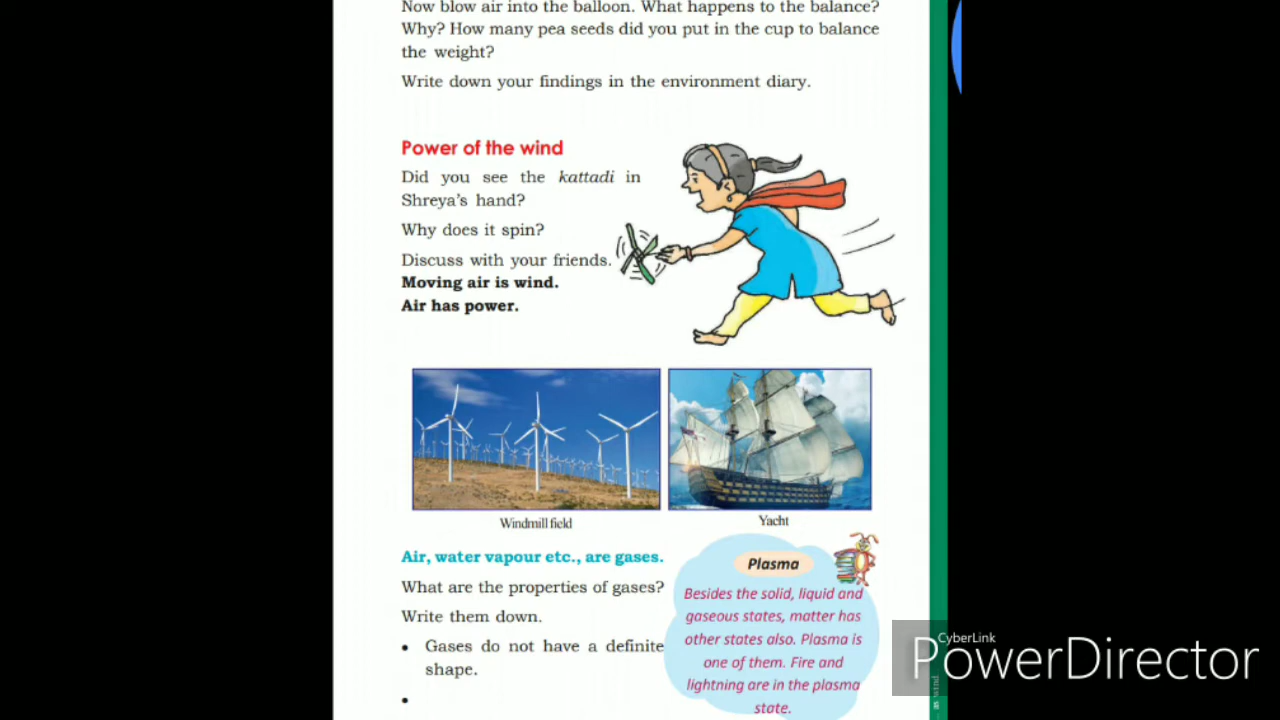 Now blow air into the balloon. What happens to the balance?
Why? How many pea seeds did you put in the cup to balance
the weight?
Write down your findings in the environment diary.
Power of the wind
Did you see the kattadi in
Shreya's hand?
Why does it spin?
Discuss with your friends.
Moving air is wind.
Air has power.
Windmill field
Yacht
Air, water vapour etc., are gases.
What are the properties of gases?
Write them down.
• Gases do not have a definite
shape.
•
Plasma
Besides the solid, liquid and
gaseous states, matter has
other states also. Plasma is
one of them. Fire and
lightning are in the plasma
state.
CyberLink
PowerDirector